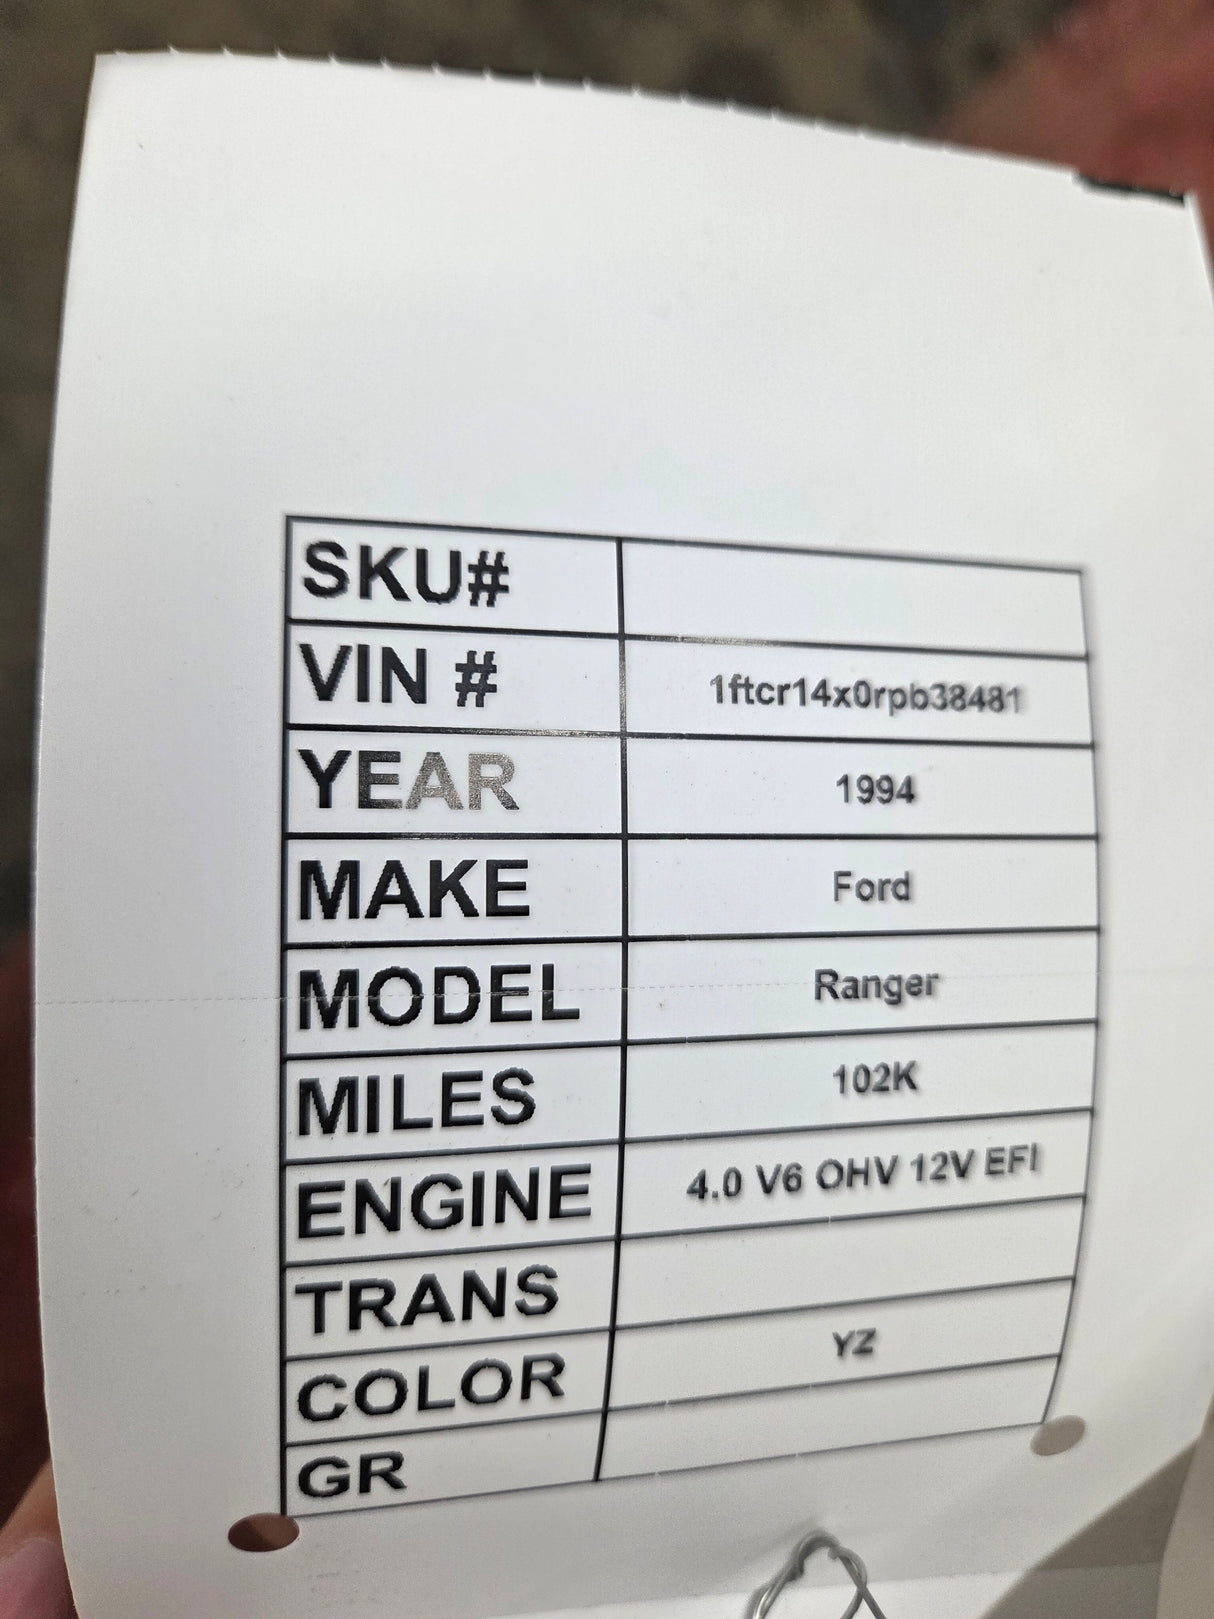 SKU#
VIN # 1ftcr14x0rpb38481
YEAR 1994
MAKE Ford
MODEL Ranger
MILES 102K
ENGINE 4.0 V6 OHV 12V EFI
TRANS
COLOR YZ
GR